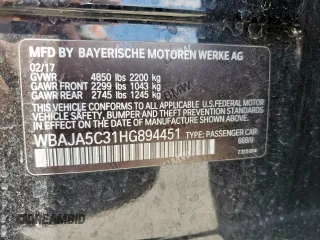 MFD BY BAYERISCHE MOTOREN WERKE AG
02/17
GVWR 4850 lbs 2200 kg
GAWR FRONT 2299 lbs 1043 kg
GAWR REAR 2745 lbs 1245 kg
THIS VEHICLE CONFORMS TO ALL APPLICABLE FEDERAL
MOTOR VEHICLE SAFETY, BUMPER, AND THEFT PREVENTION
STANDARDS IN EFFECT ON THE DATE OF MANUFACTURE
SHOWN ABOVE.
WBAJA5C31HG894451 TYPE: PASSENGER CAR